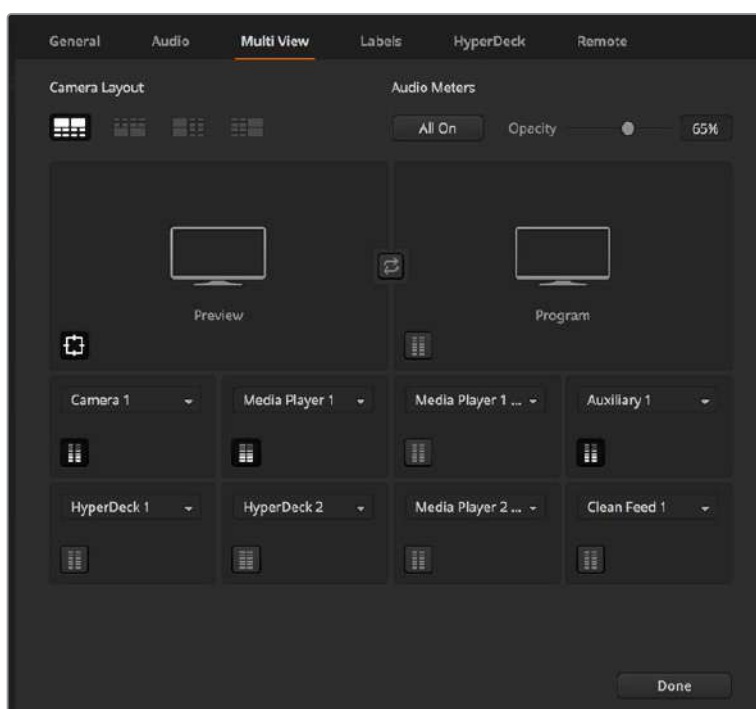 General Audio Multi View Labels HyperDeck Remote
Camera Layout Audio Meters
All On Opacity 65%
Preview Program
Camera 1 Media Player 1 Media Player 1 ... Auxiliary 1
HyperDeck 1 HyperDeck 2 Media Player 2 ... Clean Feed 1
Done